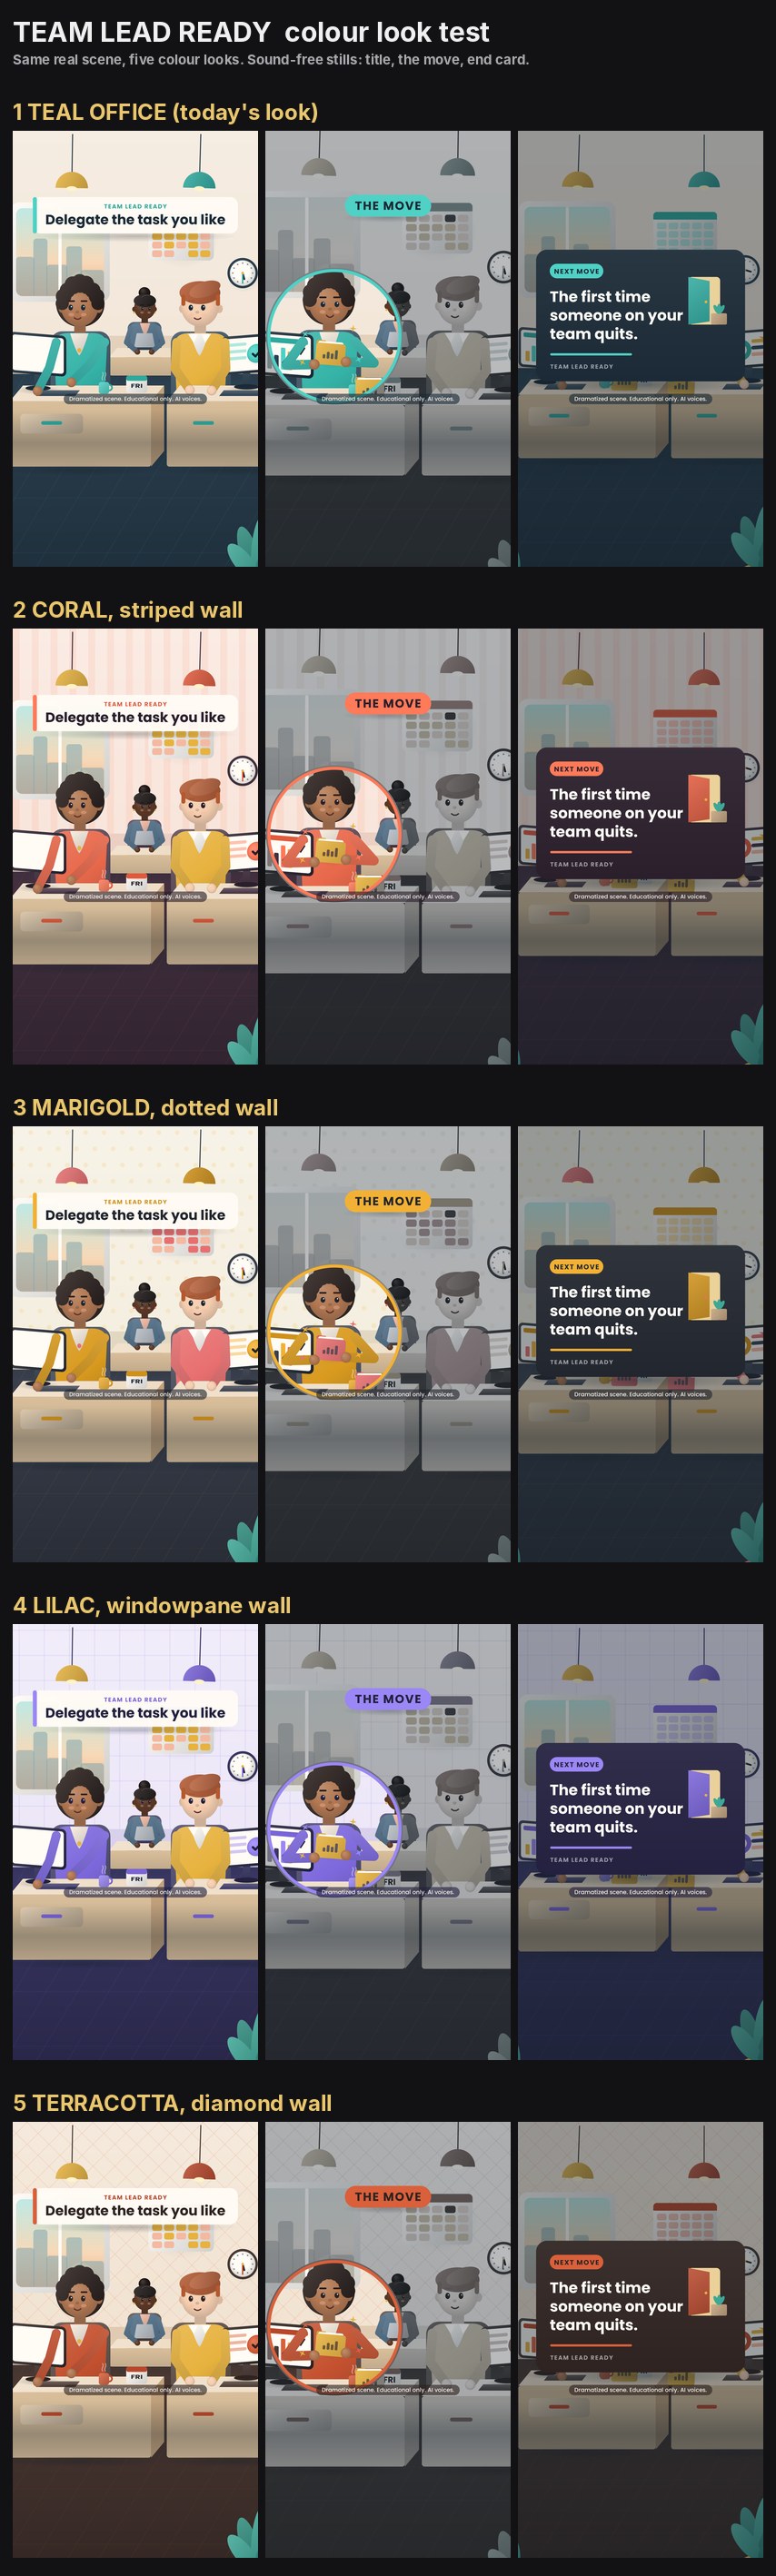 TEAM LEAD READY colour look test
Same real scene, five colour looks. Sound-free stills: title, the move, end card.
1 TEAL OFFICE (today's look)
TEAM LEAD READY
Delegate the task you like
FRI
Dramatized scene. Educational only. AI voices.
THE MOVE
FRI
Dramatized scene. Educational only. AI voices.
NEXT MOVE
The first time
someone on your
team quits.
TEAM LEAD READY
Dramatized scene. Educational only. AI voices.
2 CORAL, striped wall
TEAM LEAD READY
Delegate the task you like
FRI
Dramatized scene. Educational only. AI voices.
THE MOVE
FRI
Dramatized scene. Educational only. AI voices.
NEXT MOVE
The first time
someone on your
team quits.
TEAM LEAD READY
Dramatized scene. Educational only. AI voices.
3 MARIGOLD, dotted wall
TEAM LEAD READY
Delegate the task you like
FRI
Dramatized scene. Educational only. AI voices.
THE MOVE
FRI
Dramatized scene. Educational only. AI voices.
NEXT MOVE
The first time
someone on your
team quits.
TEAM LEAD READY
Dramatized scene. Educational only. AI voices.
4 LILAC, windowpane wall
TEAM LEAD READY
Delegate the task you like
FRI
Dramatized scene. Educational only. AI voices.
THE MOVE
FRI
Dramatized scene. Educational only. AI voices.
NEXT MOVE
The first time
someone on your
team quits.
TEAM LEAD READY
Dramatized scene. Educational only. AI voices.
5 TERRACOTTA, diamond wall
TEAM LEAD READY
Delegate the task you like
FRI
Dramatized scene. Educational only. AI voices.
THE MOVE
FRI
Dramatized scene. Educational only. AI voices.
NEXT MOVE
The first time
someone on your
team quits.
TEAM LEAD READY
Dramatized scene. Educational only. AI voices.